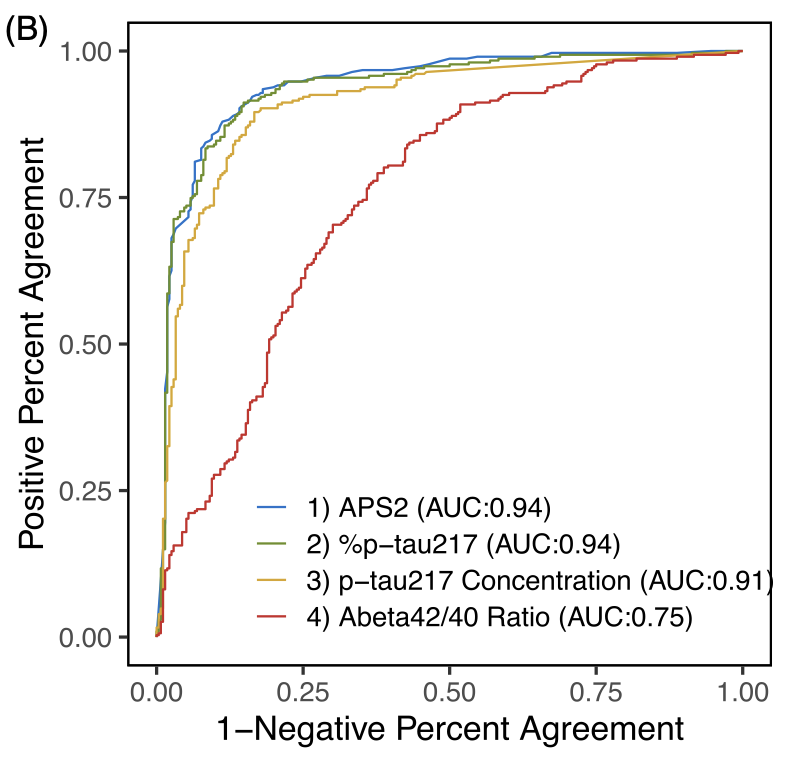 (B)
1.00
0.75
0.50
0.25
0.00
Positive Percent Agreement
1) APS2 (AUC:0.94)
2) %p−tau217 (AUC:0.94)
3) p−tau217 Concentration (AUC:0.91)
4) Abeta42/40 Ratio (AUC:0.75)
0.00 0.25 0.50 0.75 1.00
1−Negative Percent Agreement